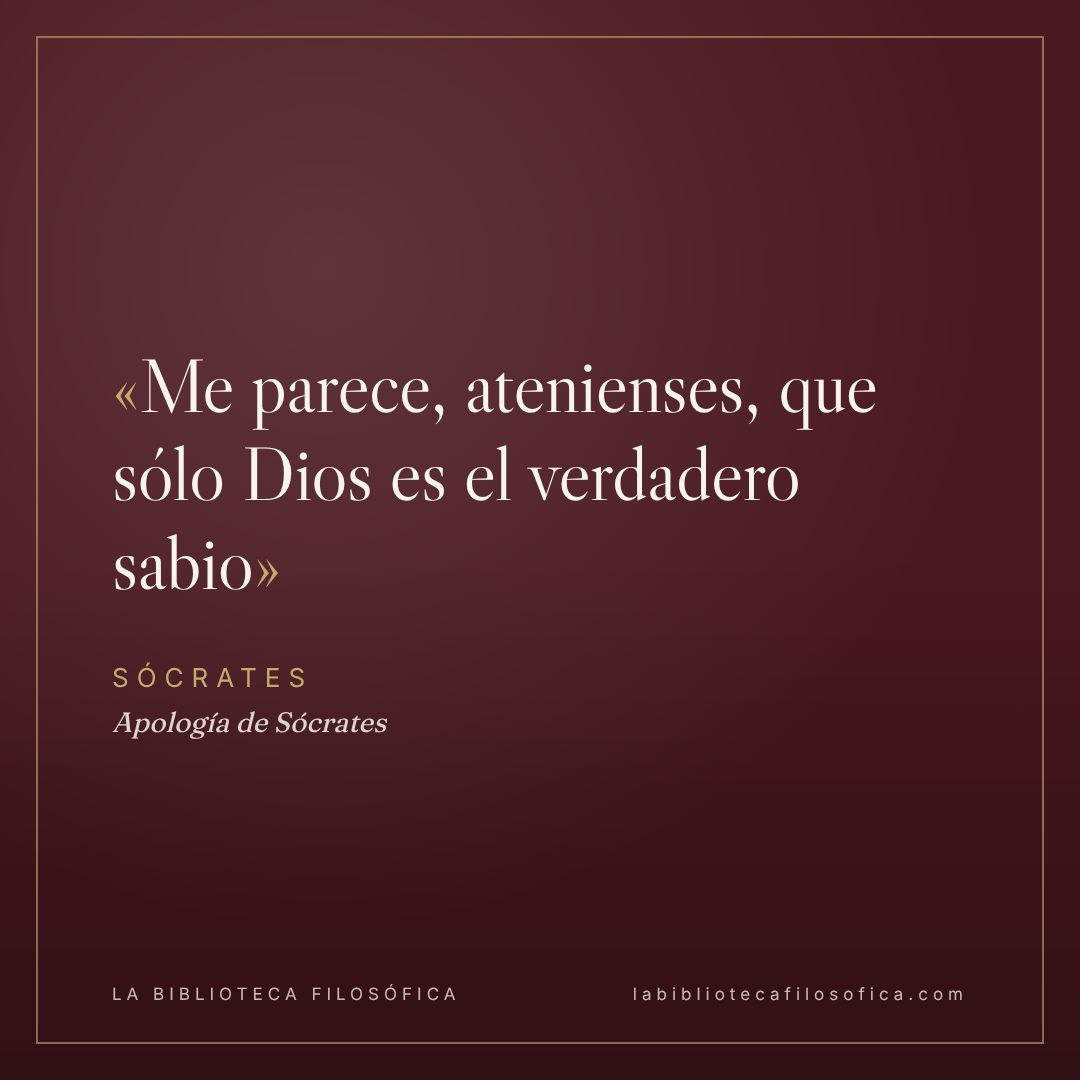 «Me parece, atenienses, que
sólo Dios es el verdadero
sabio»
SÓCRATES
Apología de Sócrates
LA BIBLIOTECA FILOSÓFICA
labibliotecafilosofica.com